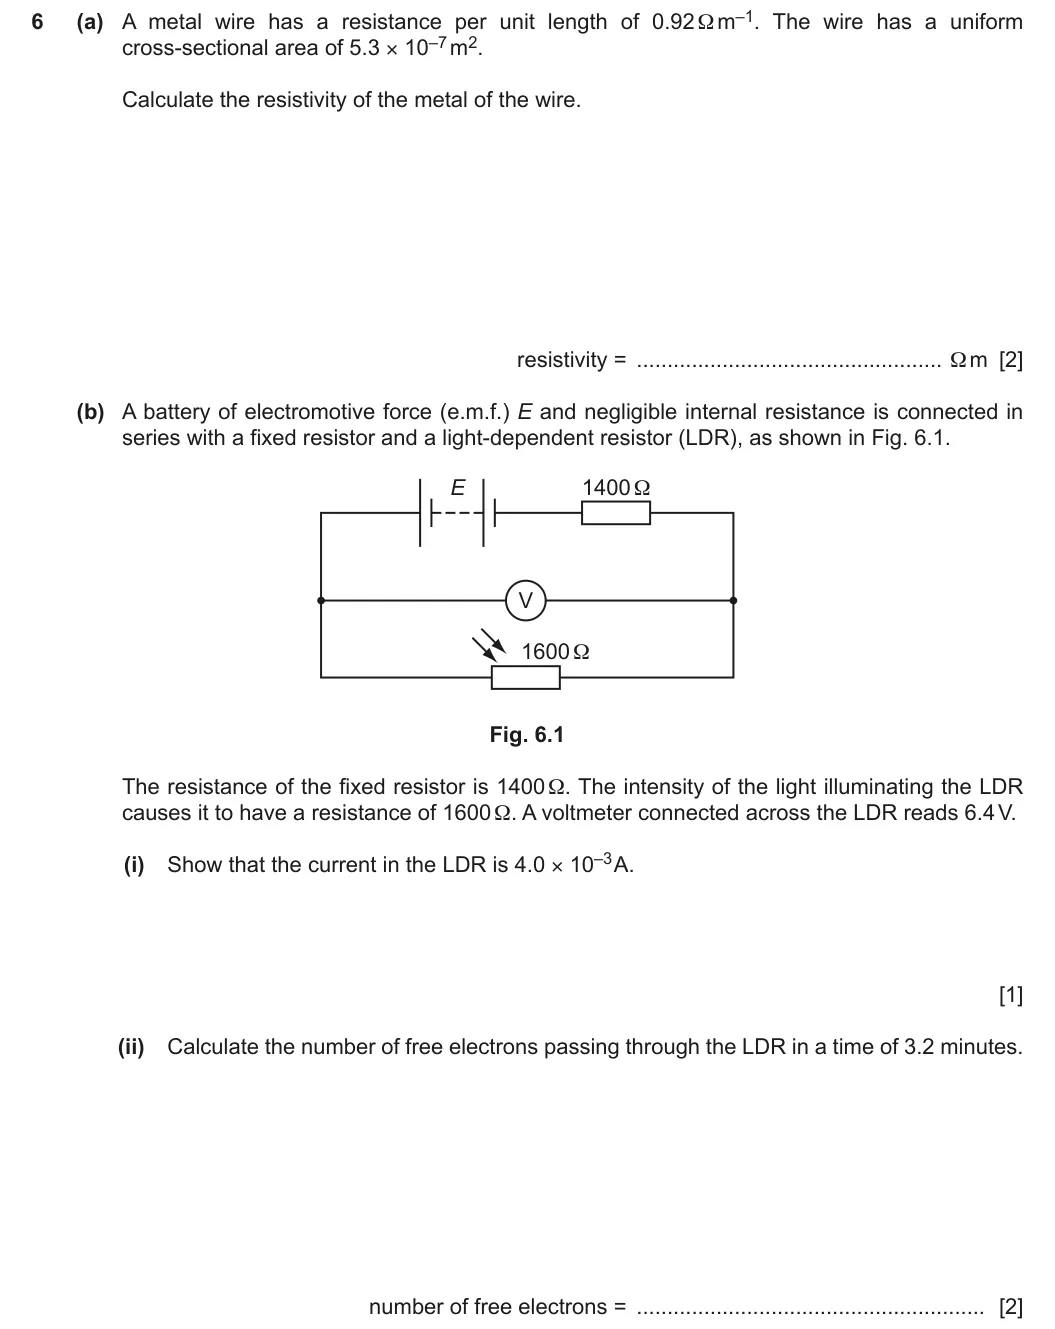 6 (a) A metal wire has a resistance per unit length of 0.92 Ω m⁻¹. The wire has a uniform
cross-sectional area of 5.3 × 10⁻⁷ m².
Calculate the resistivity of the metal of the wire.
resistivity = .................................................. Ω m [2]
(b) A battery of electromotive force (e.m.f.) E and negligible internal resistance is connected in
series with a fixed resistor and a light-dependent resistor (LDR), as shown in Fig. 6.1.
E 1400 Ω
V
1600 Ω
Fig. 6.1
The resistance of the fixed resistor is 1400 Ω. The intensity of the light illuminating the LDR
causes it to have a resistance of 1600 Ω. A voltmeter connected across the LDR reads 6.4 V.
(i) Show that the current in the LDR is 4.0 × 10⁻³ A.
[1]
(ii) Calculate the number of free electrons passing through the LDR in a time of 3.2 minutes.
number of free electrons = ......................................................... [2]